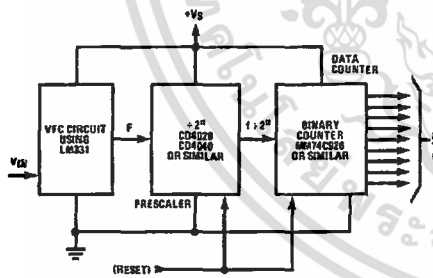 +VS
DATA
COUNTER
VFC CIRCUIT
USING
LM331
F
÷ 2ᴺ
CD4020
CD4040
OR SIMILAR
f ÷ 2ᴺ
BINARY
COUNTER
MM74C926
OR SIMILAR
VIN
PRESCALER
(RESET)